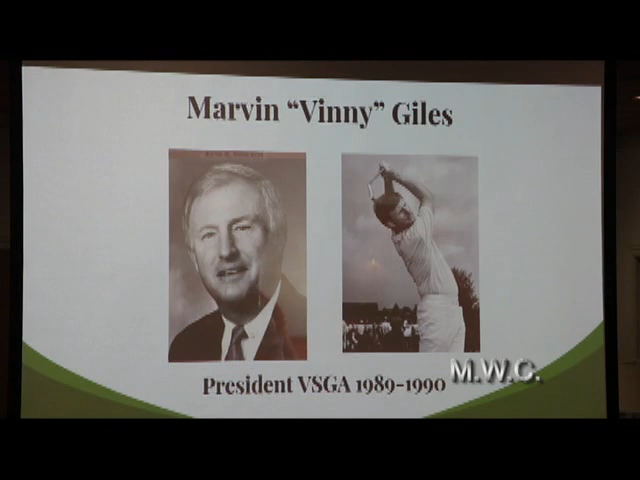 Marvin “Vinny” Giles
President VSGA 1989-1990
M.W.C.